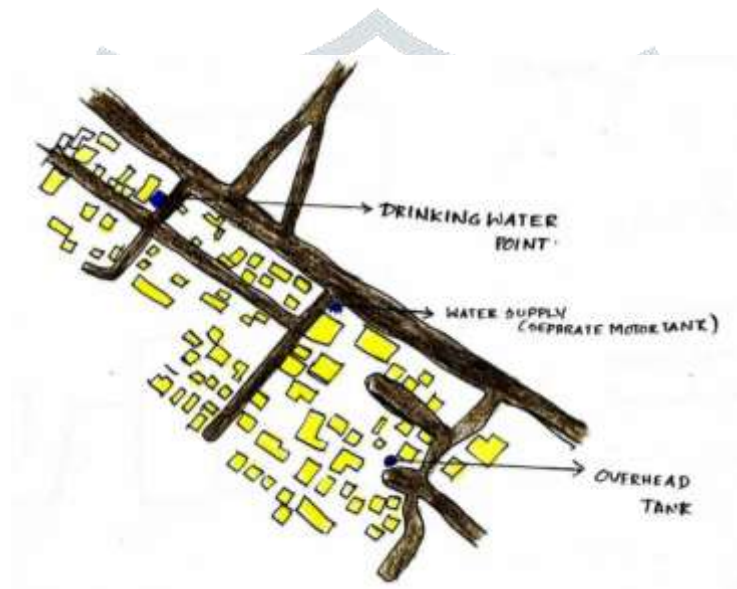 DRINKING WATER
POINT.
WATER SUPPLY
(SEPARATE MOTOR TANK)
OVERHEAD
TANK